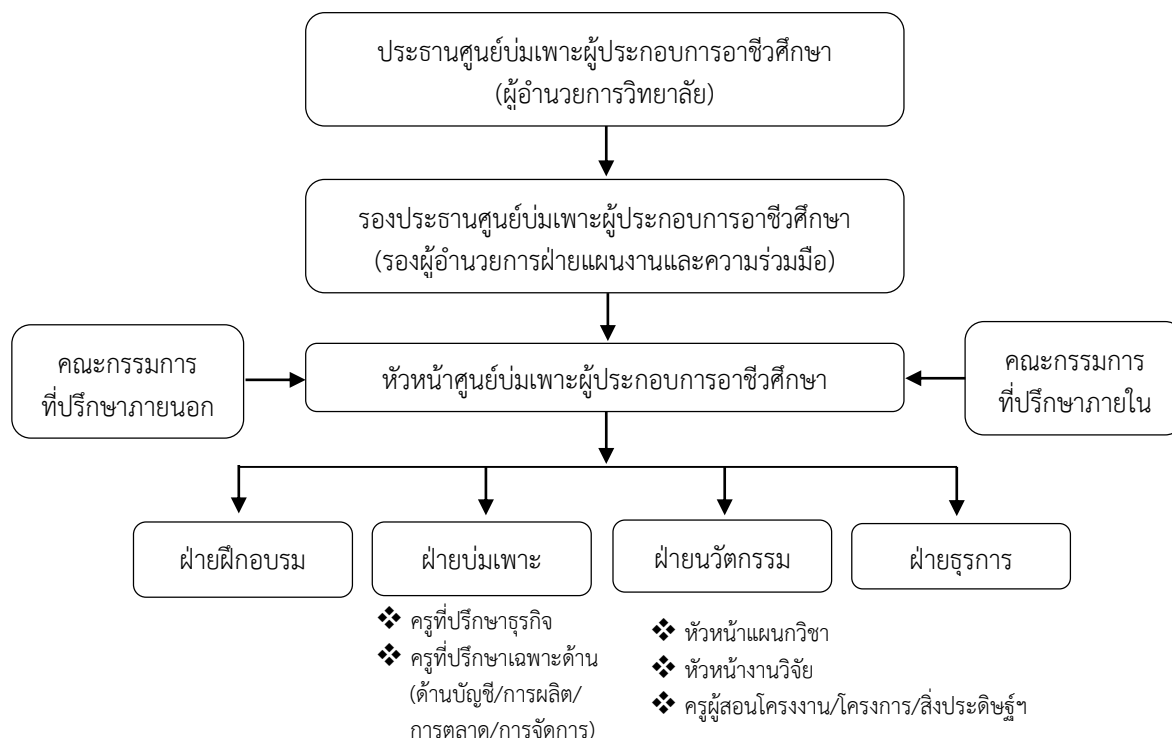 ประธานศูนย์บ่มเพาะผู้ประกอบการอาชีวศึกษา
(ผู้อำนวยการวิทยาลัย)
รองประธานศูนย์บ่มเพาะผู้ประกอบการอาชีวศึกษา
(รองผู้อำนวยการฝ่ายแผนงานและความร่วมมือ)
คณะกรรมการ
ที่ปรึกษาภายนอก
หัวหน้าศูนย์บ่มเพาะผู้ประกอบการอาชีวศึกษา
คณะกรรมการ
ที่ปรึกษาภายใน
ฝ่ายฝึกอบรม
ฝ่ายบ่มเพาะ
ฝ่ายนวัตกรรม
ฝ่ายธุรการ
❖ ครูที่ปรึกษาธุรกิจ
❖ ครูที่ปรึกษาเฉพาะด้าน
(ด้านบัญชี/การผลิต/
การตลาด/การจัดการ)
❖ หัวหน้าแผนกวิชา
❖ หัวหน้างานวิจัย
❖ ครูผู้สอนโครงงาน/โครงการ/สิ่งประดิษฐ์ฯ